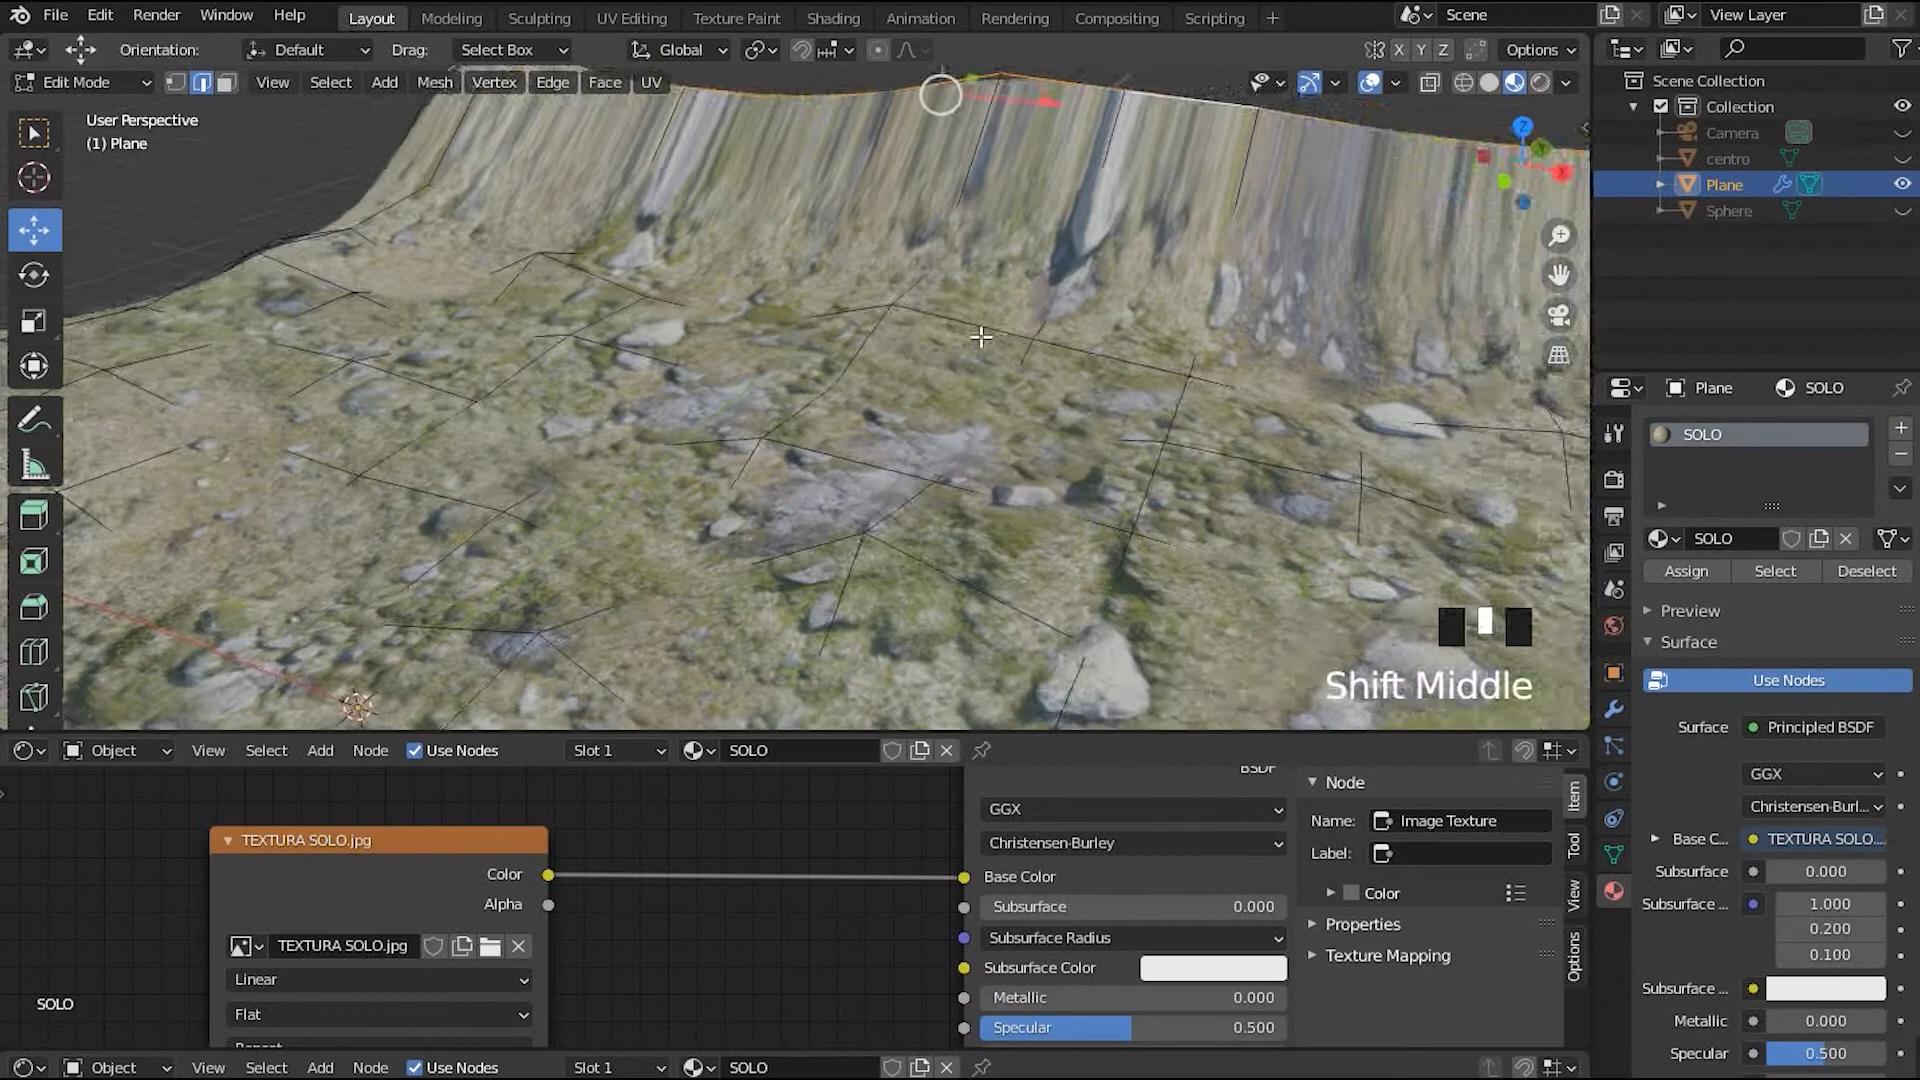 File Edit Render Window Help Layout Modeling Sculpting UV Editing Texture Paint Shading Animation Rendering Compositing Scripting + Scene View Layer
Orientation: Default Drag: Select Box Global X Y Z Options
Edit Mode View Select Add Mesh Vertex Edge Face UV
User Perspective
(1) Plane
Z
X
Shift Middle
Scene Collection
Collection
Camera
centro
Plane
Sphere
Plane SOLO
SOLO
SOLO
Assign Select Deselect
Preview
Surface
Use Nodes
Surface Principled BSDF
GGX
Christensen-Burl...
Base C... TEXTURA SOLO....
Subsurface 0.000
Subsurface ... 1.000
0.200
0.100
Subsurface ...
Metallic 0.000
Specular 0.500
Object View Select Add Node Use Nodes Slot 1 SOLO
TEXTURA SOLO.jpg
Color
Alpha
TEXTURA SOLO.jpg
Linear
Flat
SOLO
GGX
Christensen-Burley
Base Color
Subsurface 0.000
Subsurface Radius
Subsurface Color
Metallic 0.000
Specular 0.500
Node
Name: Image Texture
Label:
Color
Properties
Texture Mapping
Item
Tool
View
Options
Object View Select Add Node Use Nodes Slot 1 SOLO